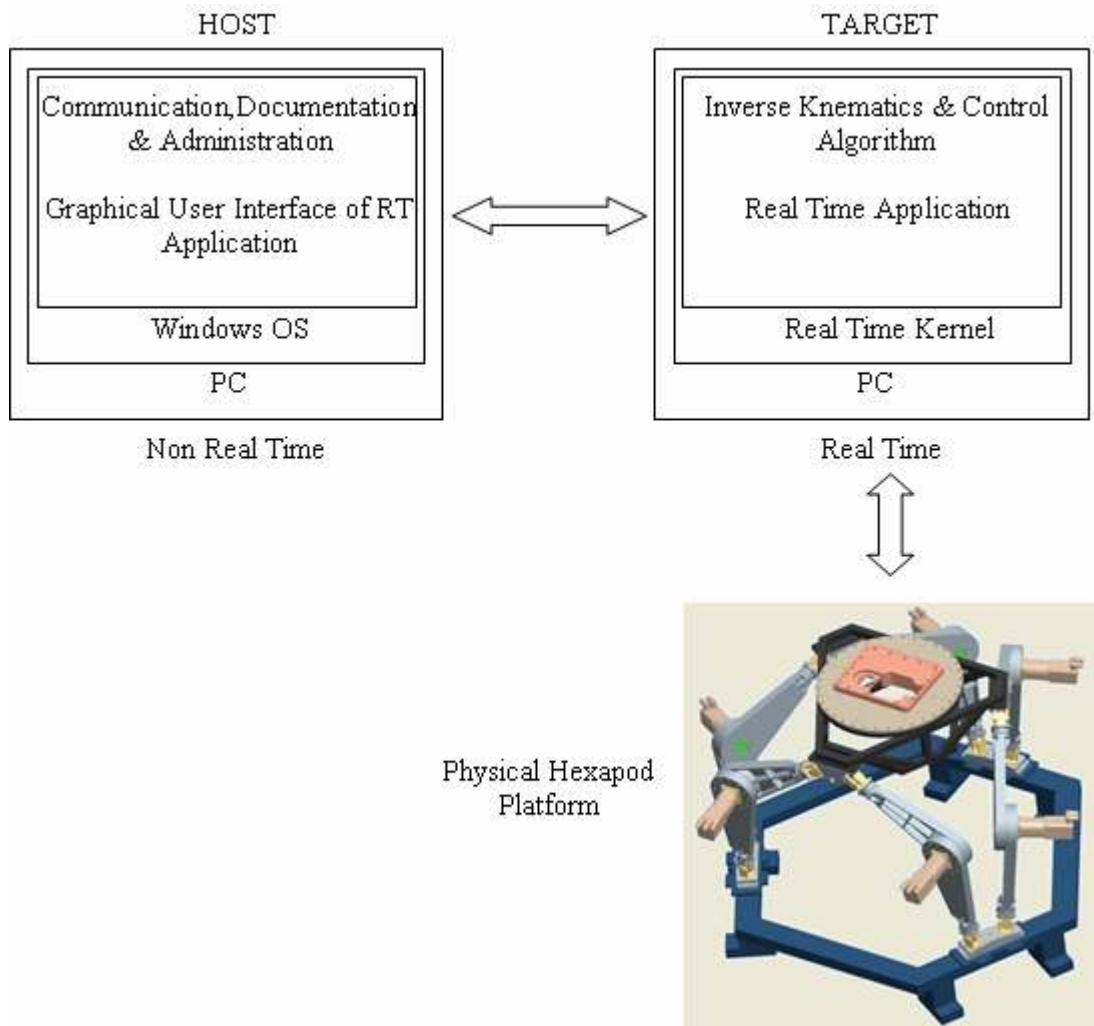 HOST
Communication,Documentation
& Administration
Graphical User Interface of RT
Application
Windows OS
PC
Non Real Time
TARGET
Inverse Knematics & Control
Algorithm
Real Time Application
Real Time Kernel
PC
Real Time
Physical Hexapod
Platform